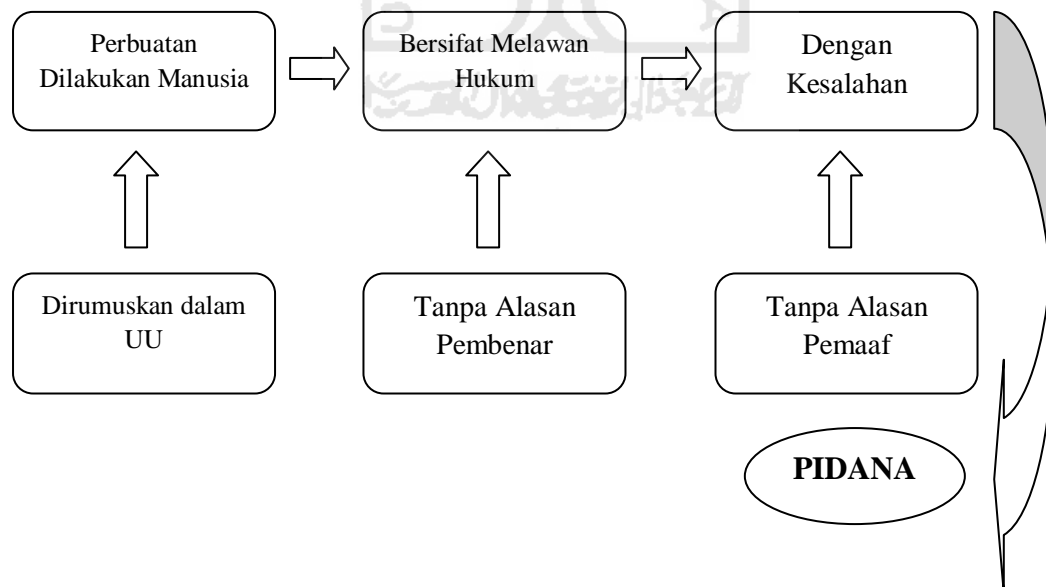 Perbuatan
Dilakukan Manusia
Bersifat Melawan
Hukum
Dengan
Kesalahan
Dirumuskan dalam
UU
Tanpa Alasan
Pembenar
Tanpa Alasan
Pemaaf
PIDANA